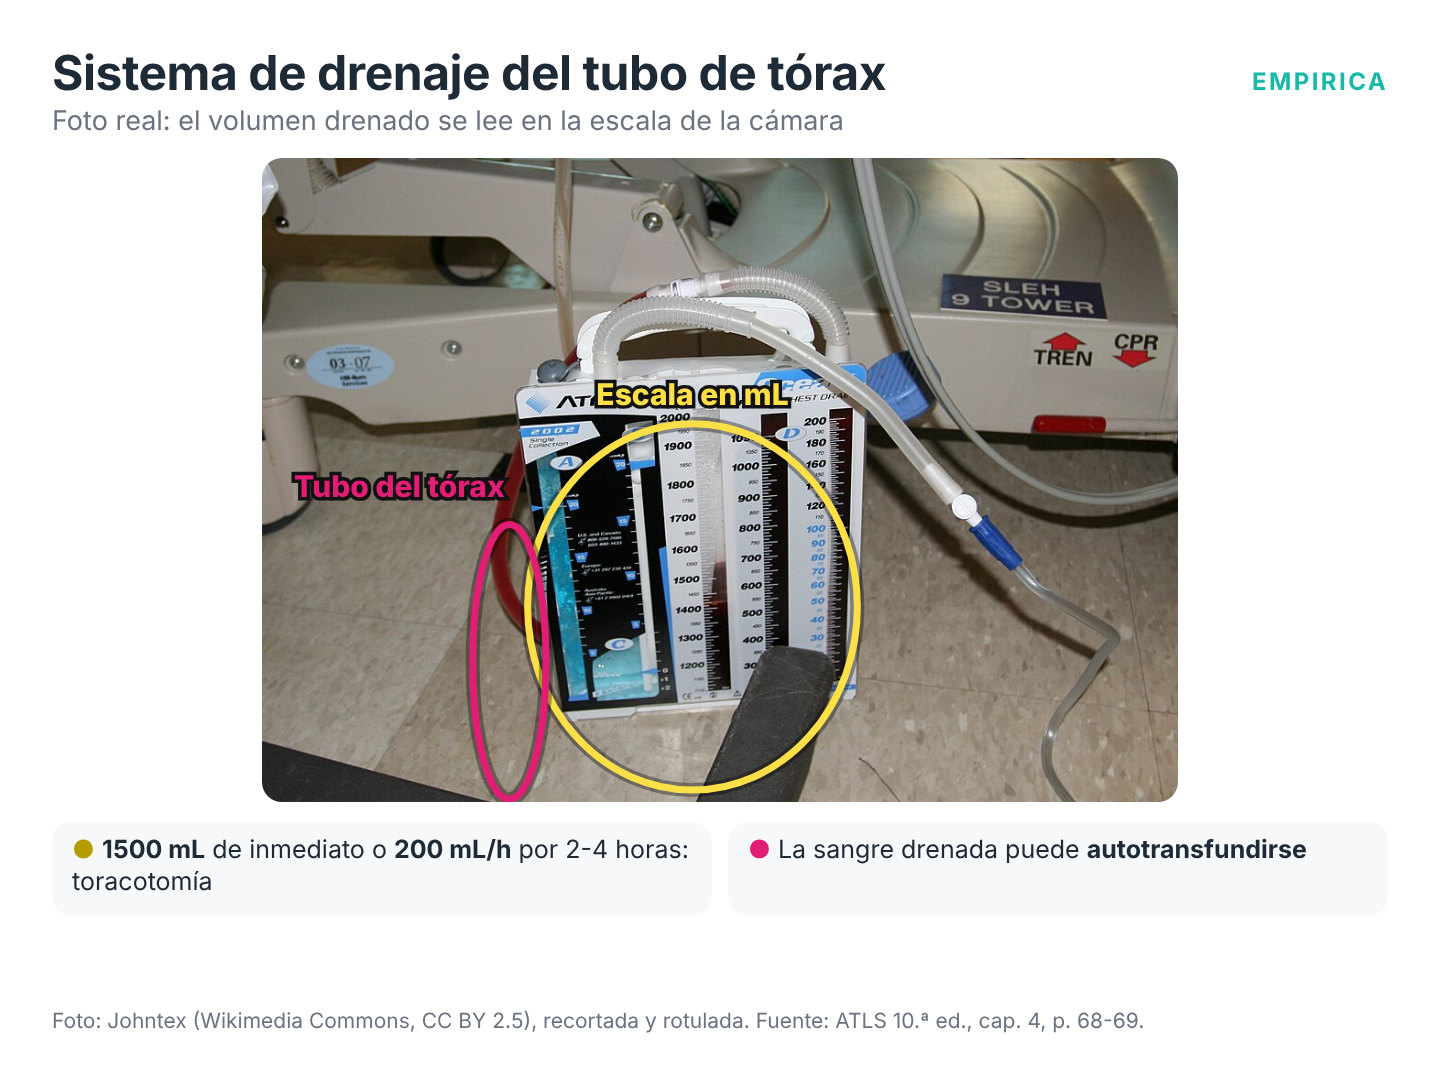 Sistema de drenaje del tubo de tórax
EMPIRICA
Foto real: el volumen drenado se lee en la escala de la cámara
SLEH
9 TOWER
TREN
CPR
03-07
Escala en mL
Tubo del tórax
2002
Single
Collection
A
D
C
2000
1900
1800
1700
1600
1500
1400
1300
1200
1000
900
800
700
600
500
400
200
180
160
120
100
90
80
70
60
50
40
30
1500 mL de inmediato o 200 mL/h por 2-4 horas:
toracotomía
La sangre drenada puede autotransfundirse
Foto: Johntex (Wikimedia Commons, CC BY 2.5), recortada y rotulada. Fuente: ATLS 10.ª ed., cap. 4, p. 68-69.